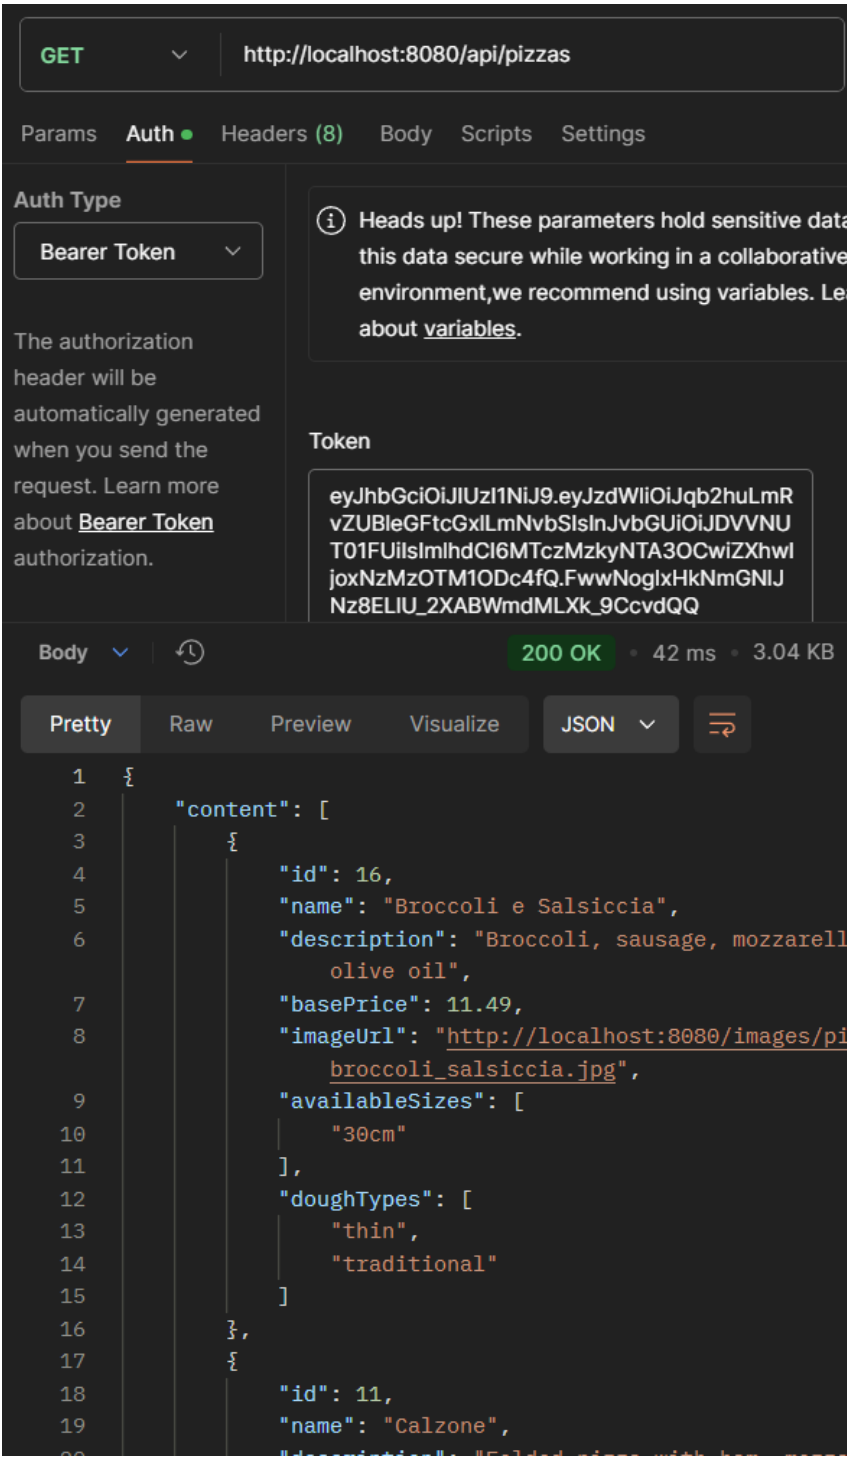 GET http://localhost:8080/api/pizzas
Params Auth Headers (8) Body Scripts Settings
Auth Type
Bearer Token
The authorization
header will be
automatically generated
when you send the
request. Learn more
about Bearer Token
authorization.
Heads up! These parameters hold sensitive data
this data secure while working in a collaborative
environment,we recommend using variables. Lea
about variables.
Token
eyJhbGciOiJIUzI1NiJ9.eyJzdWIiOiJqb2huLmR
vZUBleGFtcGxlLmNvbSIsInJvbGUiOiJDVVNU
T01FUiIsImlhdCI6MTczMzkyNTA3OCwiZXhwI
joxNzMzOTM1ODc4fQ.FwwNoglxHkNmGNIJ
Nz8ELIU_2XABWmdMLXk_9CcvdQQ
Body 200 OK • 42 ms • 3.04 KB
Pretty Raw Preview Visualize JSON
1 {
2 "content": [
3 {
4 "id": 16,
5 "name": "Broccoli e Salsiccia",
6 "description": "Broccoli, sausage, mozzarell
olive oil",
7 "basePrice": 11.49,
8 "imageUrl": "http://localhost:8080/images/pi
broccoli_salsiccia.jpg",
9 "availableSizes": [
10 "30cm"
11 ],
12 "doughTypes": [
13 "thin",
14 "traditional"
15 ]
16 },
17 {
18 "id": 11,
19 "name": "Calzone",